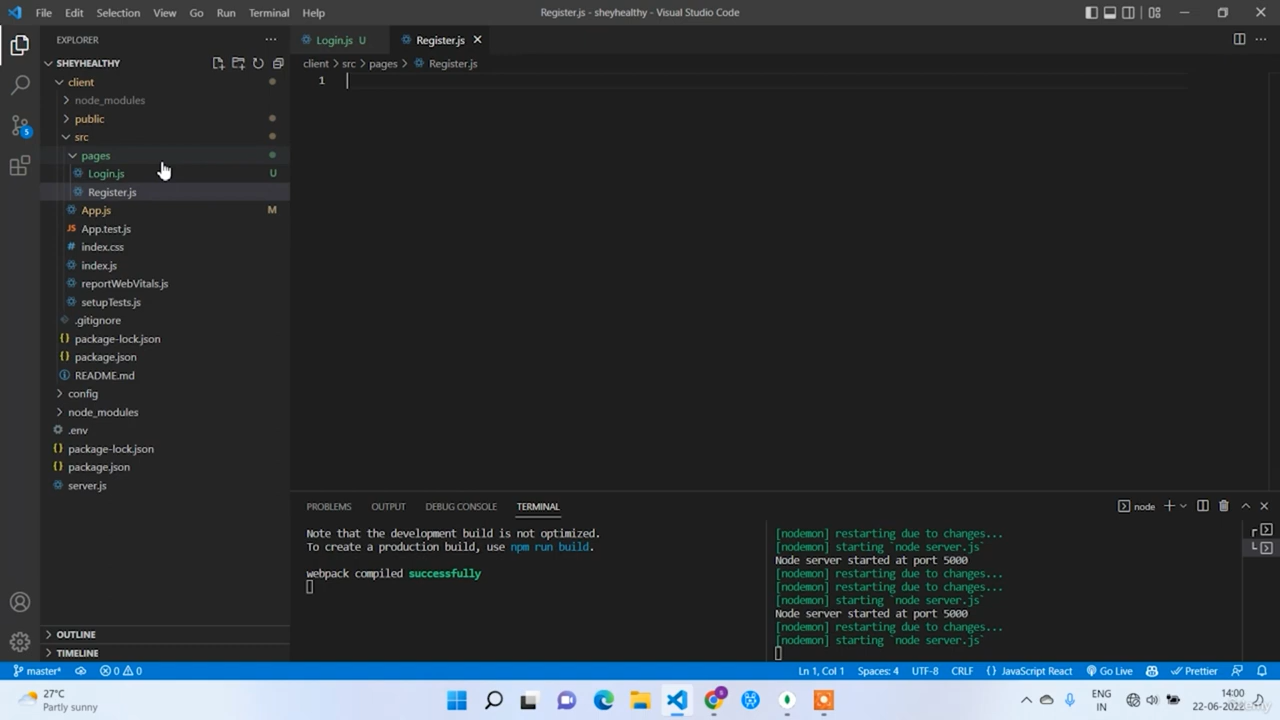 File Edit Selection View Go Run Terminal Help
Register.js - sheyhealthy - Visual Studio Code
EXPLORER
Login.js U
Register.js
SHEYHEALTHY
client > src > pages > Register.js
client
1
node_modules
public
src
pages
Login.js U
Register.js
App.js M
App.test.js
index.css
index.js
reportWebVitals.js
setupTests.js
.gitignore
package-lock.json
package.json
README.md
config
node_modules
.env
package-lock.json
package.json
server.js
PROBLEMS OUTPUT DEBUG CONSOLE TERMINAL
node
Note that the development build is not optimized.
To create a production build, use npm run build.
webpack compiled successfully
[nodemon] restarting due to changes...
[nodemon] starting `node server.js`
Node server started at port 5000
[nodemon] restarting due to changes...
[nodemon] restarting due to changes...
[nodemon] starting `node server.js`
Node server started at port 5000
[nodemon] restarting due to changes...
[nodemon] starting `node server.js`
OUTLINE
TIMELINE
master* 0 0 Ln 1, Col 1 Spaces: 4 UTF-8 CRLF {} JavaScript React Go Live Prettier
27°C
Partly sunny
ENG
IN
14:00
22-06-2022